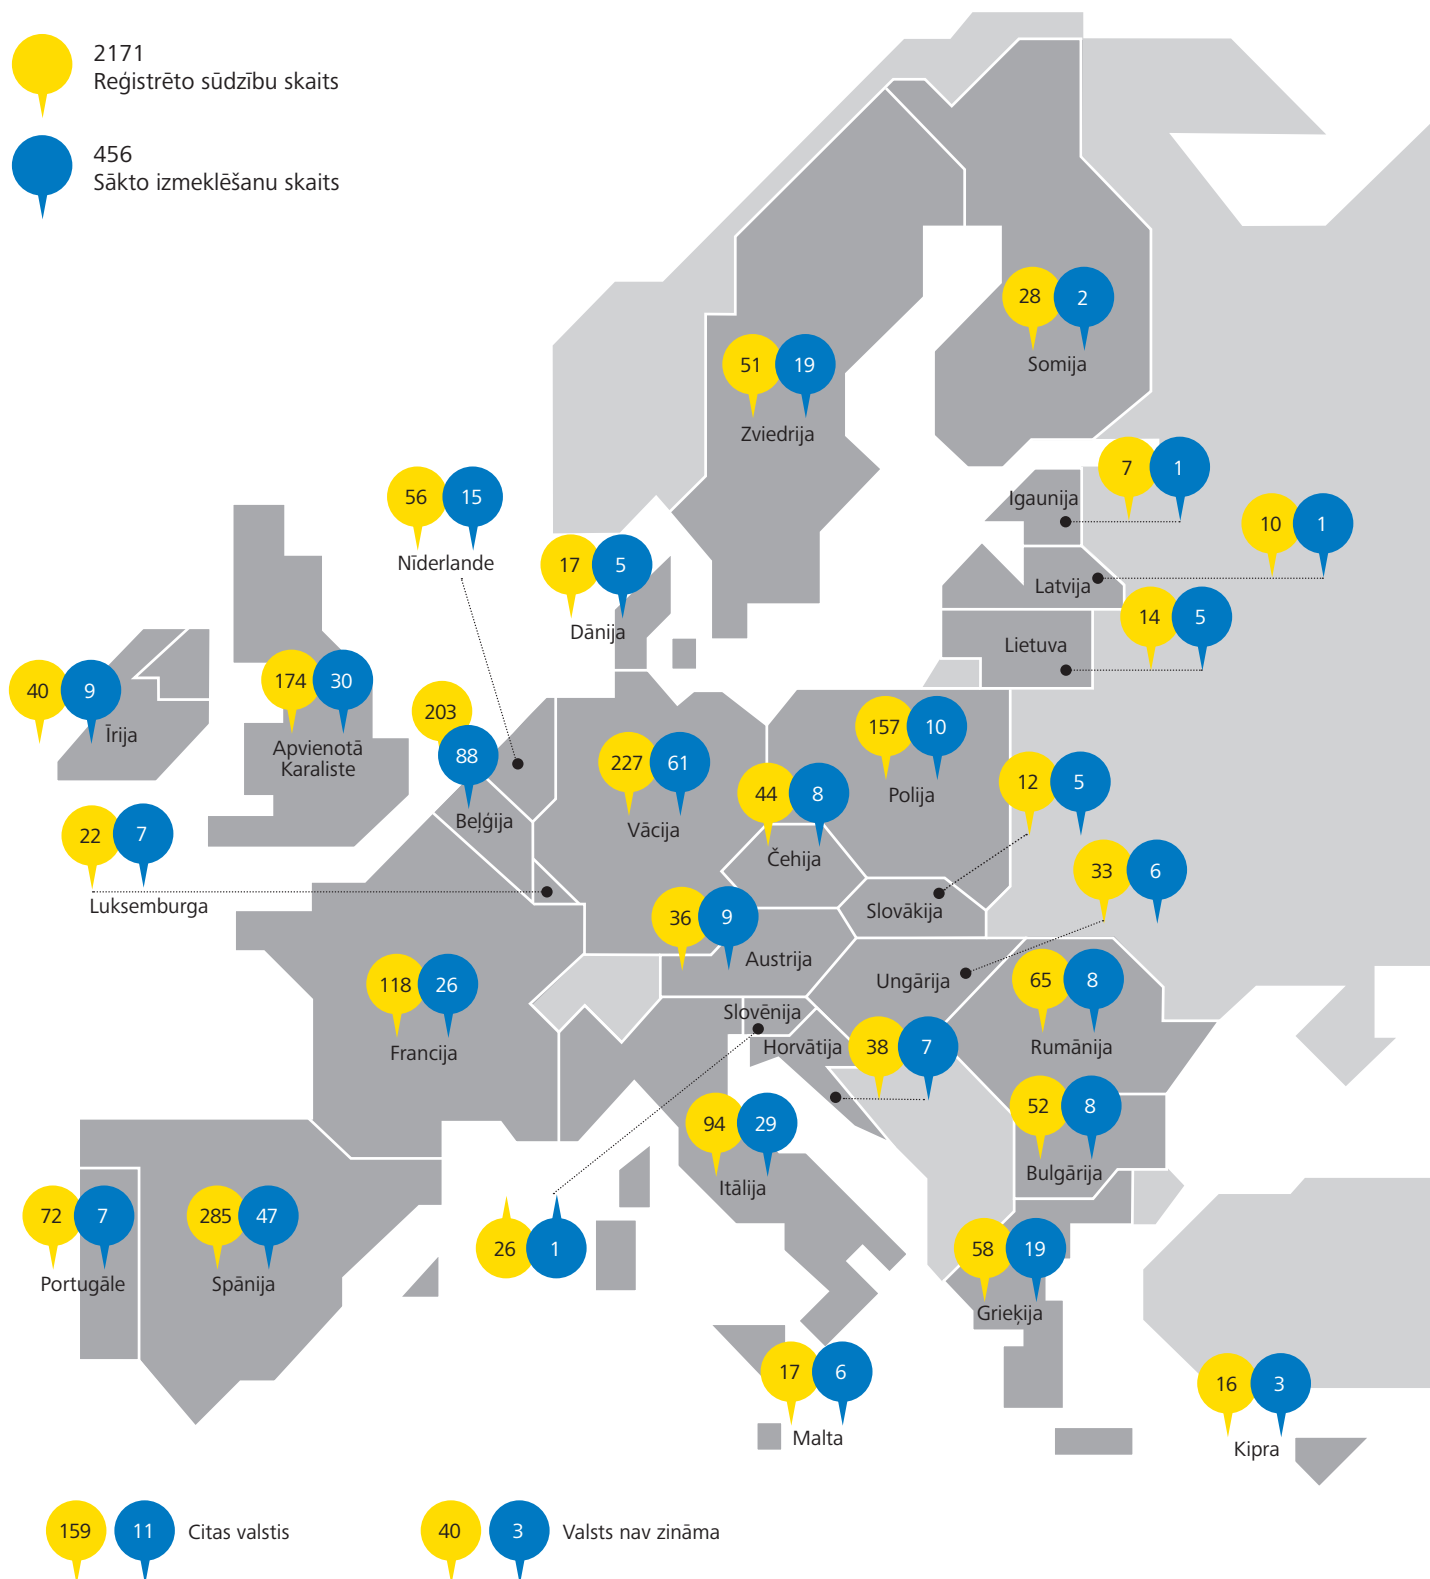 2171
Reģistrēto sūdzību skaits
456
Sākto izmeklēšanu skaits
28 2
Somija
51 19
Zviedrija
7 1
Igaunija
56 15
Nīderlande
10 1
Latvija
17 5
Dānija
14 5
Lietuva
40 9
Īrija
174 30
Apvienotā
Karaliste
203
88
Beļģija
227 61
Vācija
157 10
Polija
44 8
Čehija
12 5
Slovākija
22 7
Luksemburga
33 6
Ungārija
36 9
Austrija
118 26
Francija
65 8
Rumānija
Slovēnija
26 1
Horvātija
38 7
52 8
Bulgārija
94 29
Itālija
72 7
Portugāle
285 47
Spānija
58 19
Grieķija
17 6
Malta
16 3
Kipra
159 11 Citas valstis
40 3 Valsts nav zināma